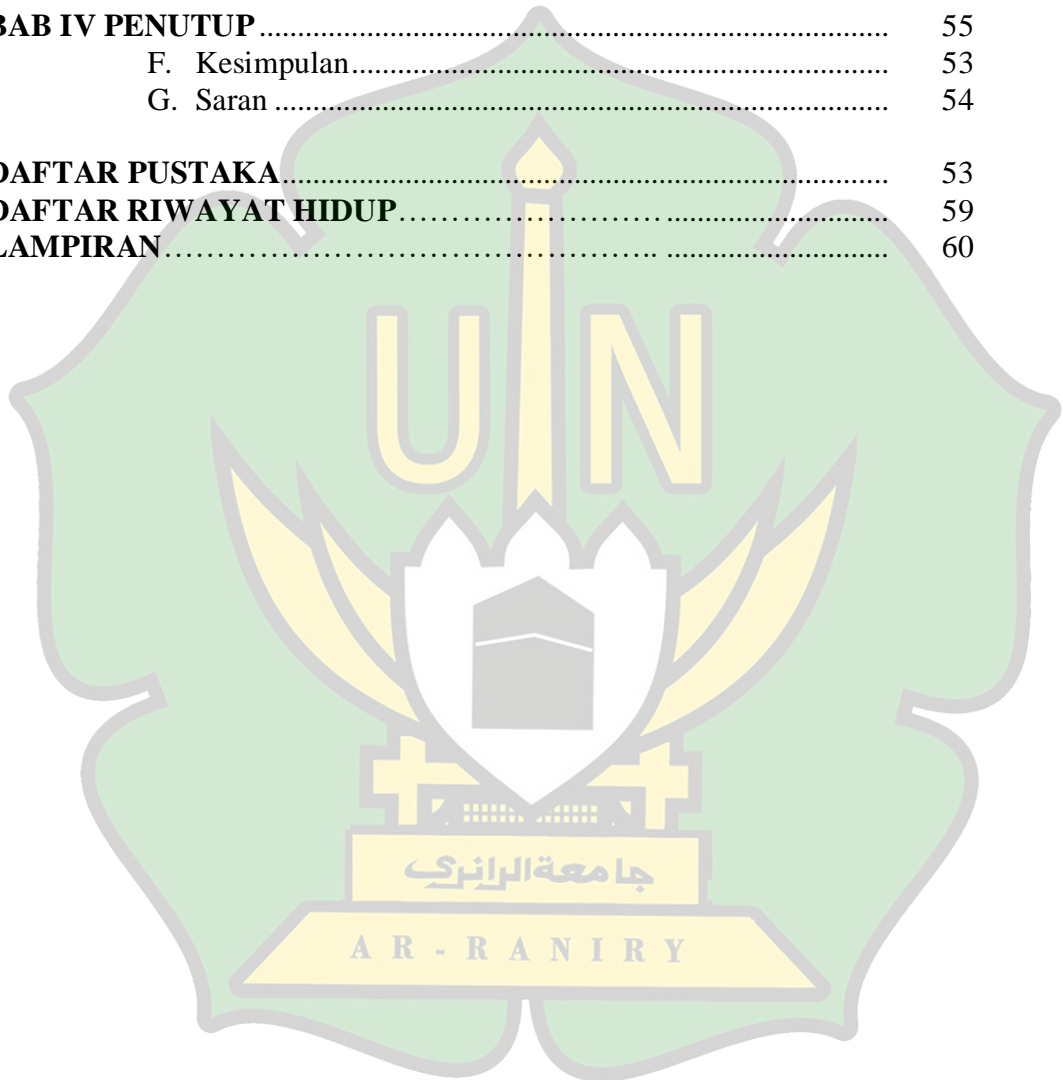 BAB IV PENUTUP........................................................................ 55
F. Kesimpulan........................................................................ 53
G. Saran ........................................................................ 54
DAFTAR PUSTAKA........................................................................ 53
DAFTAR RIWAYAT HIDUP........................................................................ 59
LAMPIRAN........................................................................ 60
UIN
جامعة الرانري
AR-RANIRY